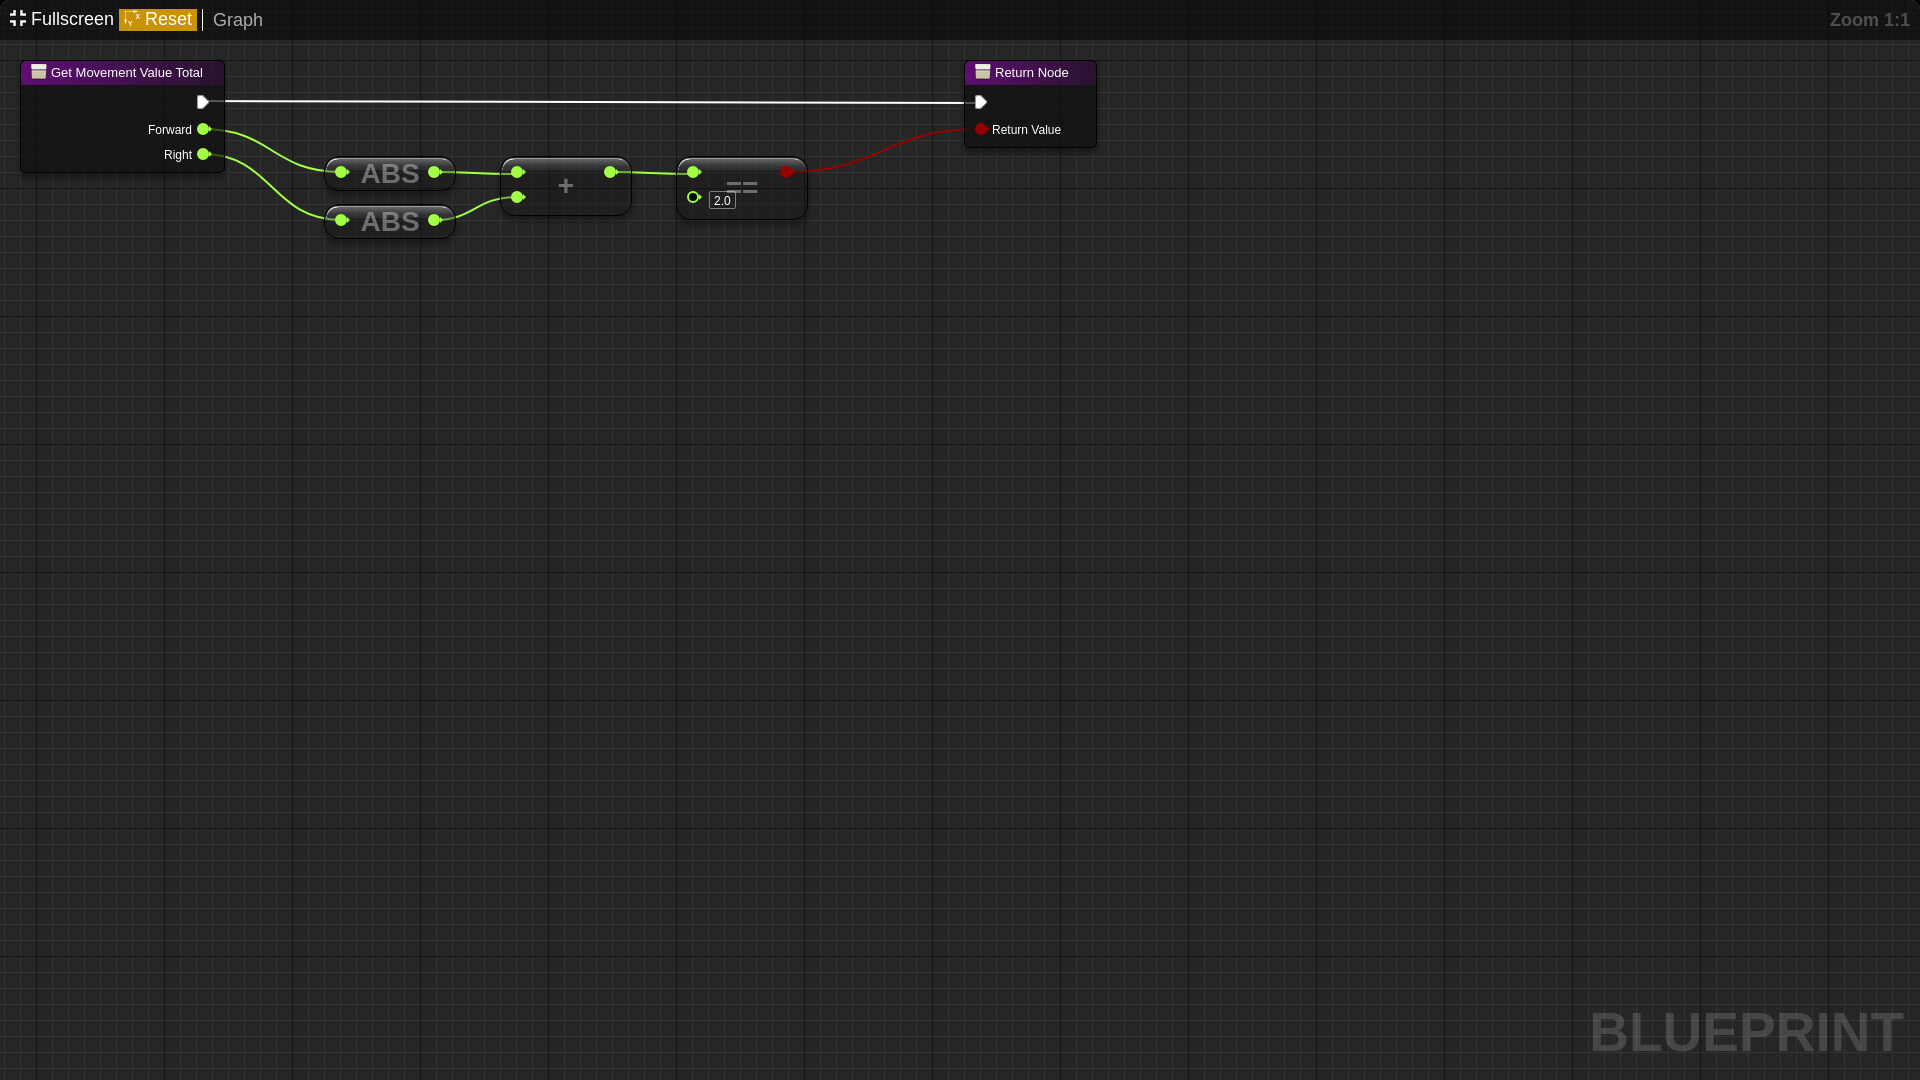 Fullscreen Reset Graph Zoom 1:1
Get Movement Value Total
Forward
Right
ABS
ABS
+
==
2.0
Return Node
Return Value
BLUEPRINT